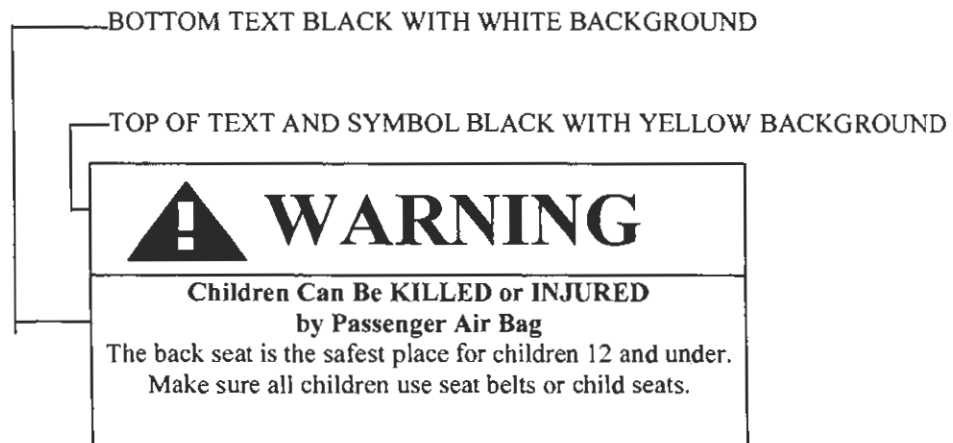 BOTTOM TEXT BLACK WITH WHITE BACKGROUND
TOP OF TEXT AND SYMBOL BLACK WITH YELLOW BACKGROUND
WARNING
Children Can Be KILLED or INJURED
by Passenger Air Bag
The back seat is the safest place for children 12 and under.
Make sure all children use seat belts or child seats.